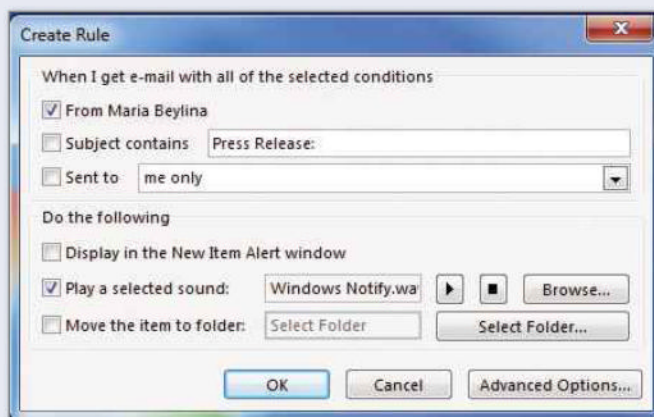 Create Rule
When I get e-mail with all of the selected conditions
From Maria Beylina
Subject contains Press Release:
Sent to me only
Do the following
Display in the New Item Alert window
Play a selected sound: Windows Notify.wa Browse...
Move the item to folder: Select Folder Select Folder...
OK Cancel Advanced Options...